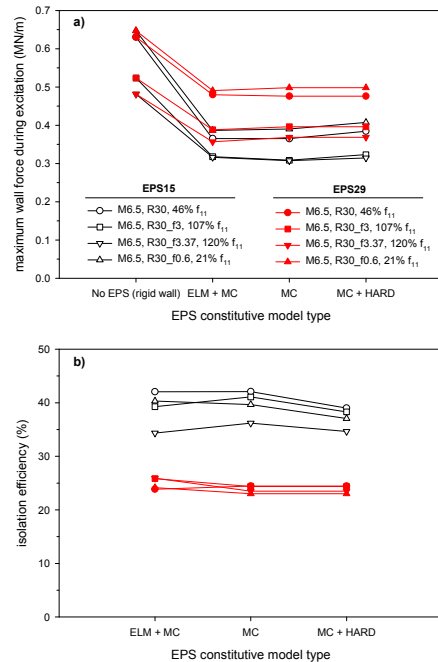 a)
maximum wall force during excitation (MN/m)
0.7
0.6
0.5
0.4
0.3
0.2
0.1
0.0
EPS15
M6.5, R30, 46% f11
M6.5, R30_f3, 107% f11
M6.5, R30_f3.37, 120% f11
M6.5, R30_f0.6, 21% f11
EPS29
M6.5, R30, 46% f11
M6.5, R30_f3, 107% f11
M6.5, R30_f3.37, 120% f11
M6.5, R30_f0.6, 21% f11
No EPS (rigid wall) ELM + MC MC MC + HARD
EPS constitutive model type
b)
isolation efficiency (%)
50
40
30
20
10
0
ELM + MC MC MC + HARD
EPS constitutive model type